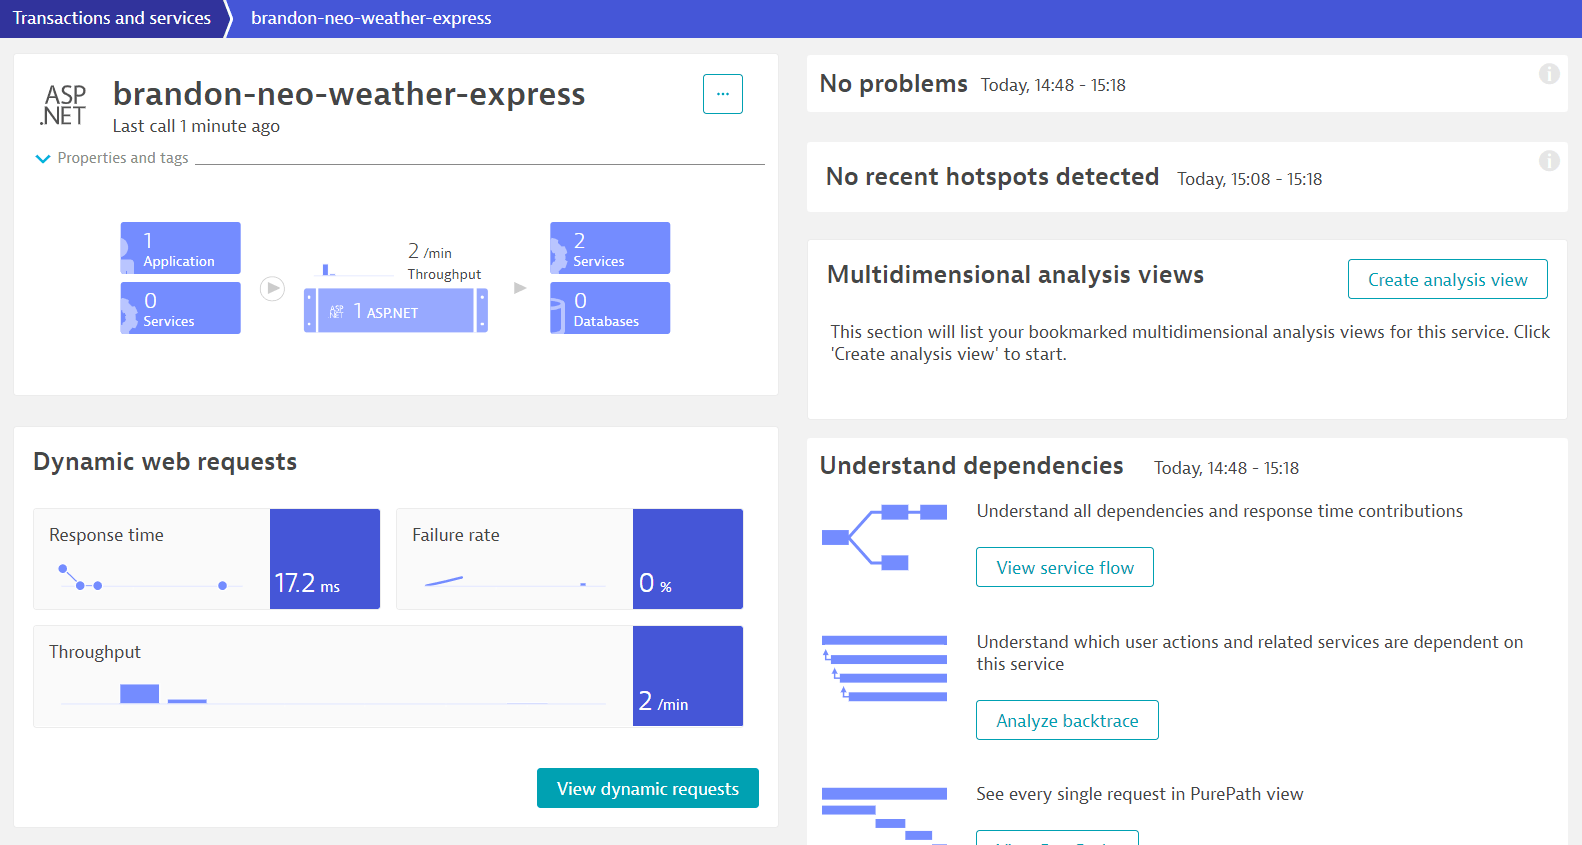 Transactions and services
brandon-neo-weather-express
ASP
.NET
brandon-neo-weather-express
...
Last call 1 minute ago
Properties and tags
1
Application
0
Services
2 /min
Throughput
ASP
.NET
1 ASP.NET
2
Services
0
Databases
Dynamic web requests
Response time
17.2 ms
Failure rate
0 %
Throughput
2 /min
View dynamic requests
No problems Today, 14:48 - 15:18
No recent hotspots detected Today, 15:08 - 15:18
Multidimensional analysis views
Create analysis view
This section will list your bookmarked multidimensional analysis views for this service. Click
'Create analysis view' to start.
Understand dependencies Today, 14:48 - 15:18
Understand all dependencies and response time contributions
View service flow
Understand which user actions and related services are dependent on
this service
Analyze backtrace
See every single request in PurePath view